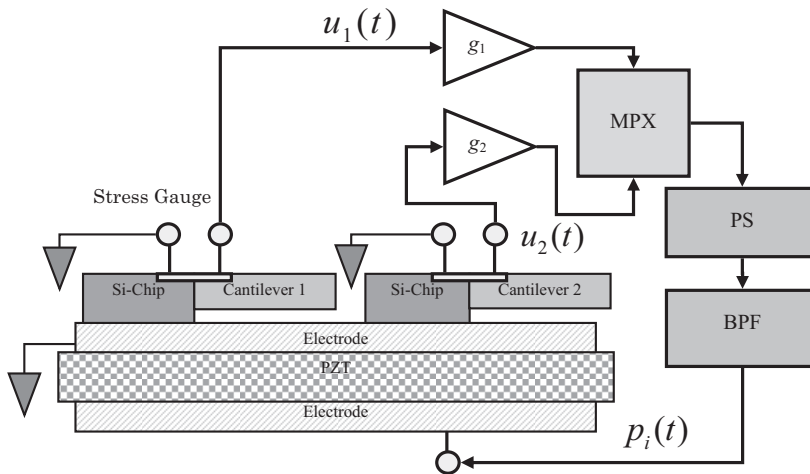 u₁(t)
g₁
MPX
g₂
Stress Gauge
PS
u₂(t)
Si-Chip
Cantilever 1
Si-Chip
Cantilever 2
BPF
Electrode
PZT
Electrode
pᵢ(t)